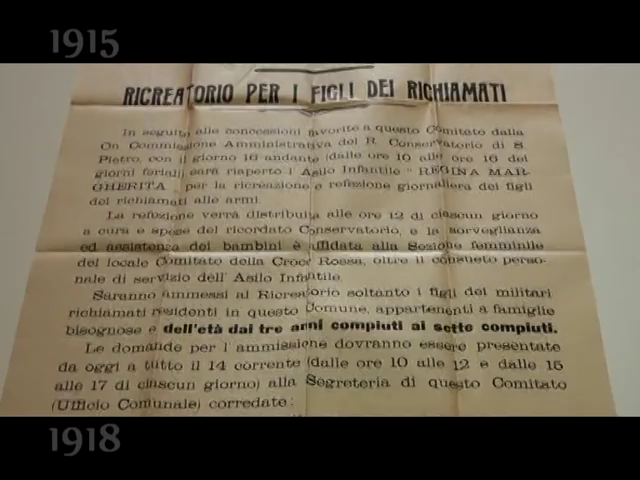 1915
RICREATORIO PER I FIGLI DEI RICHIAMATI
In seguito alle concessioni favorite a questo Comitato dalla
On Commissione Amministrativa del R. Conservatorio di S
Pietro, con il giorno 16 andante (dalle ore 10 alle ore 16 dei
giorni feriali) sarà riaperto l' Asilo Infantile " REGINA MAR-
GHERITA , per la ricreazione e refezione giornaliera dei figli
dei richiamati alle armi.
La refezione verrà distribuita alle ore 12 di ciascun giorno
a cura e spese del ricordato Conservatorio, e la sorveglianza
ed assistenza dei bambini è affidata alla Sezione femminile
del locale Comitato della Croce Rossa, oltre il consueto perso-
nale di servizio dell' Asilo Infantile.
Saranno ammessi al Ricreatorio soltanto i figli dei militari
richiamati residenti in questo Comune, appartenenti a famiglie
bisognose e dell'età dai tre anni compiuti ai sette compiuti.
Le domande per l'ammissione dovranno essere presentate
da oggi a tutto il 14 corrente (dalle ore 10 alle 12 e dalle 15
alle 17 di ciascun giorno) alla Segreteria di questo Comitato
(Ufficio Comunale) corredate:
1918